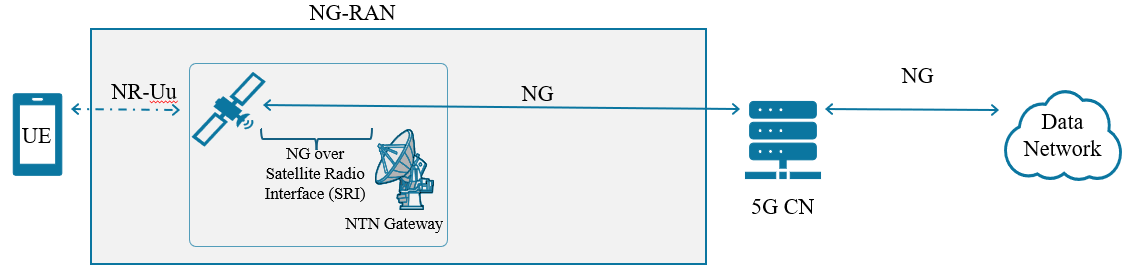 NG-RAN
NR-Uu
NG
NG
UE
NG over
Satellite Radio
Interface (SRI)
NTN Gateway
5G CN
Data
Network